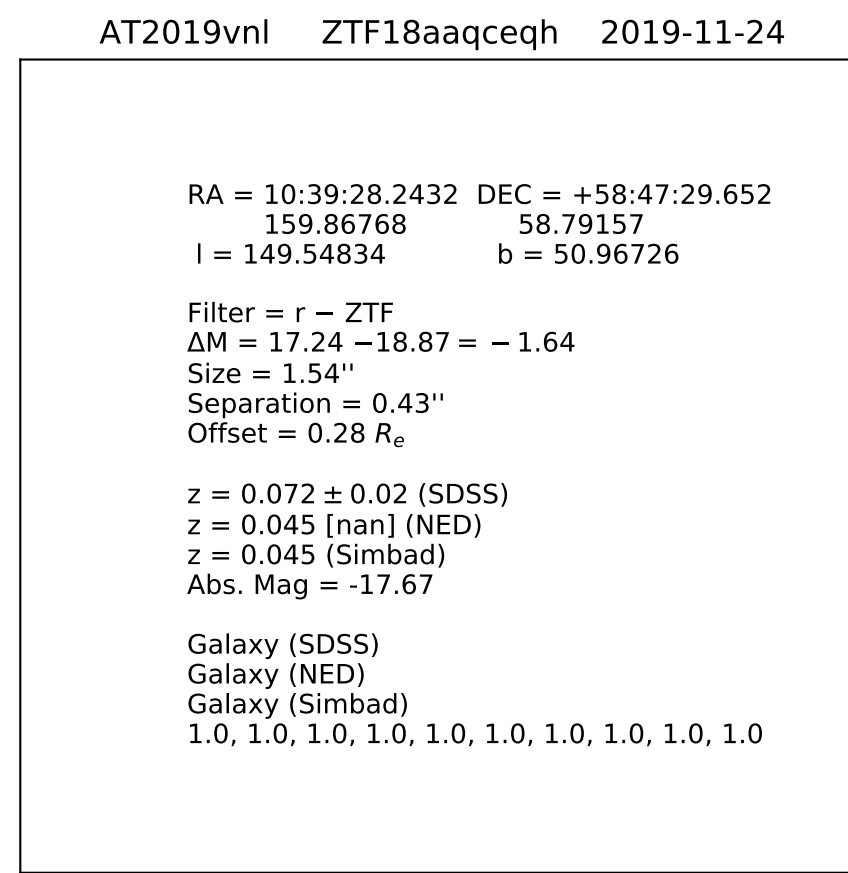 AT2019vnl ZTF18aaqceqh 2019-11-24
RA = 10:39:28.2432 DEC = +58:47:29.652
159.86768 58.79157
l = 149.54834 b = 50.96726
Filter = r − ZTF
ΔM = 17.24 −18.87 = − 1.64
Size = 1.54''
Separation = 0.43''
Offset = 0.28 Rₑ
z = 0.072 ± 0.02 (SDSS)
z = 0.045 [nan] (NED)
z = 0.045 (Simbad)
Abs. Mag = -17.67
Galaxy (SDSS)
Galaxy (NED)
Galaxy (Simbad)
1.0, 1.0, 1.0, 1.0, 1.0, 1.0, 1.0, 1.0, 1.0, 1.0